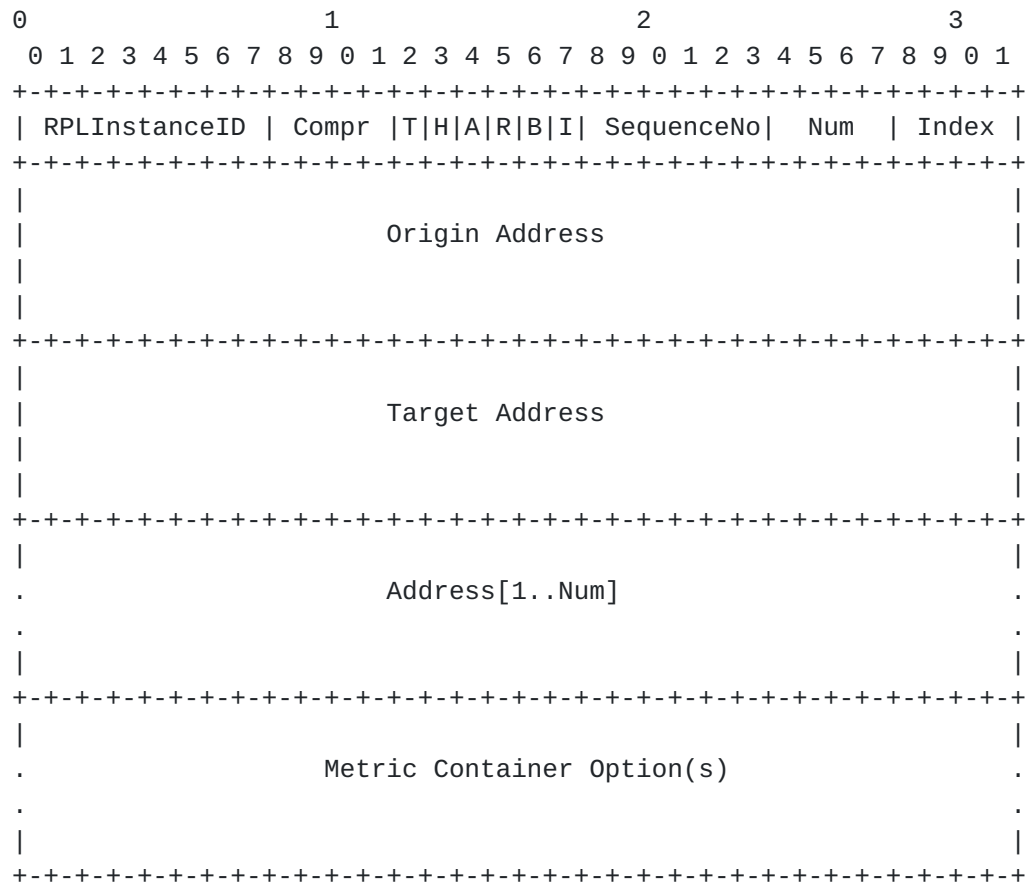 0                   1                   2                   3
 0 1 2 3 4 5 6 7 8 9 0 1 2 3 4 5 6 7 8 9 0 1 2 3 4 5 6 7 8 9 0 1
+-+-+-+-+-+-+-+-+-+-+-+-+-+-+-+-+-+-+-+-+-+-+-+-+-+-+-+-+-+-+-+-+
| RPLInstanceID | Compr |T|H|A|R|B|I| SequenceNo|  Num  | Index |
+-+-+-+-+-+-+-+-+-+-+-+-+-+-+-+-+-+-+-+-+-+-+-+-+-+-+-+-+-+-+-+-+
|                                                               |
|                       Origin Address                          |
|                                                               |
|                                                               |
+-+-+-+-+-+-+-+-+-+-+-+-+-+-+-+-+-+-+-+-+-+-+-+-+-+-+-+-+-+-+-+-+
|                                                               |
|                       Target Address                          |
|                                                               |
|                                                               |
+-+-+-+-+-+-+-+-+-+-+-+-+-+-+-+-+-+-+-+-+-+-+-+-+-+-+-+-+-+-+-+-+
|                                                               |
.                       Address[1..Num]                         .
.                                                               .
|                                                               |
+-+-+-+-+-+-+-+-+-+-+-+-+-+-+-+-+-+-+-+-+-+-+-+-+-+-+-+-+-+-+-+-+
|                                                               |
.                   Metric Container Option(s)                  .
.                                                               .
|                                                               |
+-+-+-+-+-+-+-+-+-+-+-+-+-+-+-+-+-+-+-+-+-+-+-+-+-+-+-+-+-+-+-+-+